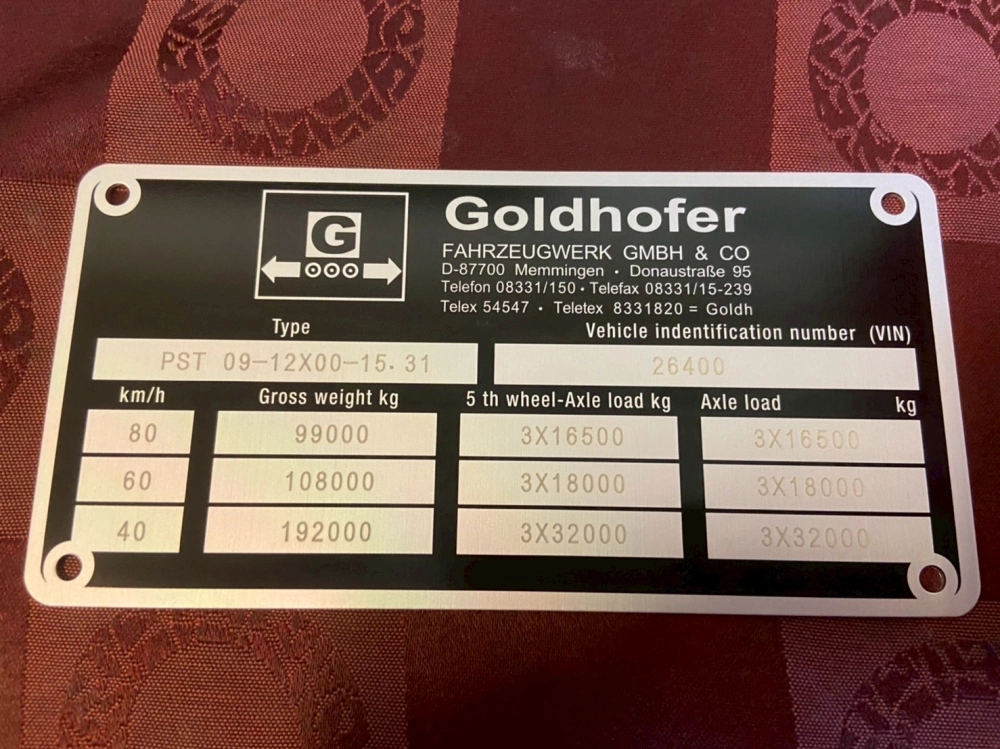 G
Goldhofer
FAHRZEUGWERK GMBH & CO
D-87700 Memmingen · Donaustraße 95
Telefon 08331/150 · Telefax 08331/15-239
Telex 54547 · Teletex 8331820 = Goldh
Type Vehicle indentification number (VIN)
PST 09-12X00-15.31 26400
km/h Gross weight kg 5 th wheel-Axle load kg Axle load kg
80 99000 3X16500 3X16500
60 108000 3X18000 3X18000
40 192000 3X32000 3X32000